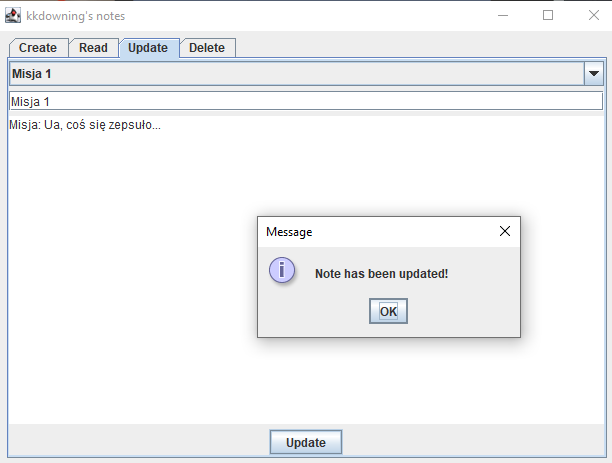 kkdowning's notes
Create Read Update Delete
Misja 1
Misja 1
Misja: Ua, coś się zepsuło...
Message
Note has been updated!
OK
Update